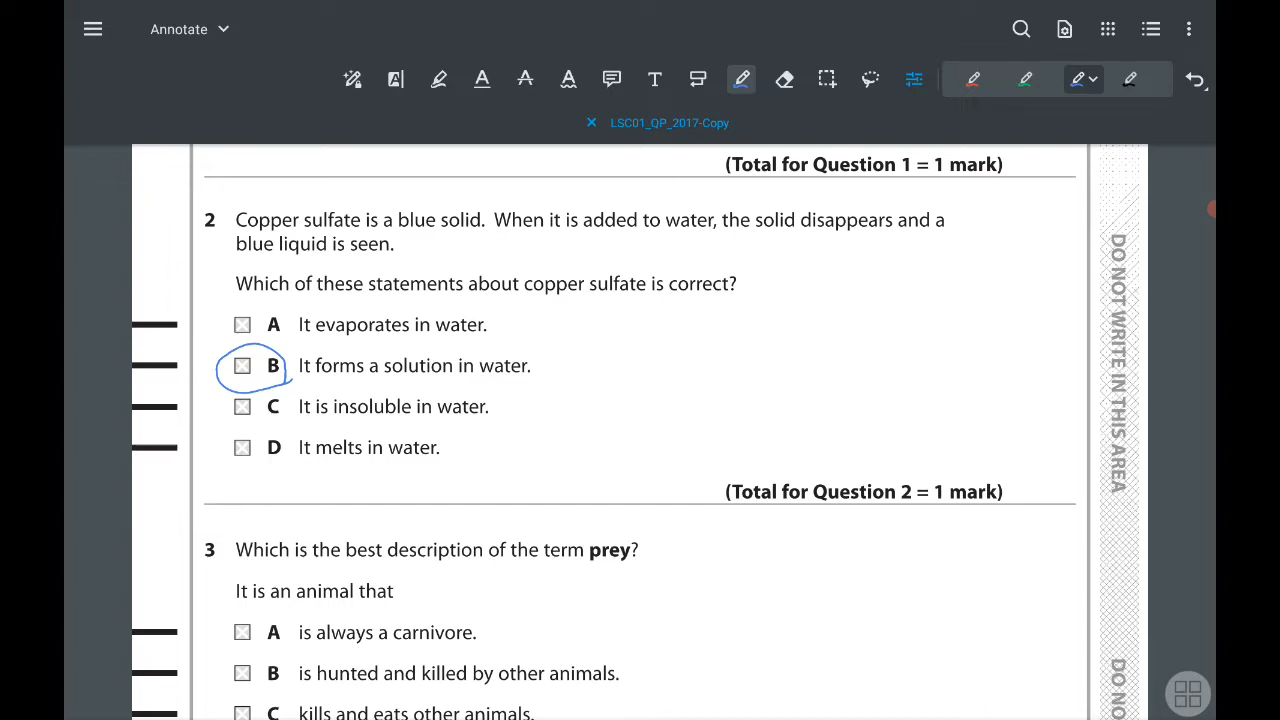 Annotate
LSC01_QP_2017-Copy
(Total for Question 1 = 1 mark)
2 Copper sulfate is a blue solid. When it is added to water, the solid disappears and a
blue liquid is seen.
Which of these statements about copper sulfate is correct?
A It evaporates in water.
B It forms a solution in water.
C It is insoluble in water.
D It melts in water.
(Total for Question 2 = 1 mark)
3 Which is the best description of the term prey?
It is an animal that
A is always a carnivore.
B is hunted and killed by other animals.
C kills and eats other animals.
DO NOT WRITE IN THIS AREA
DO NO